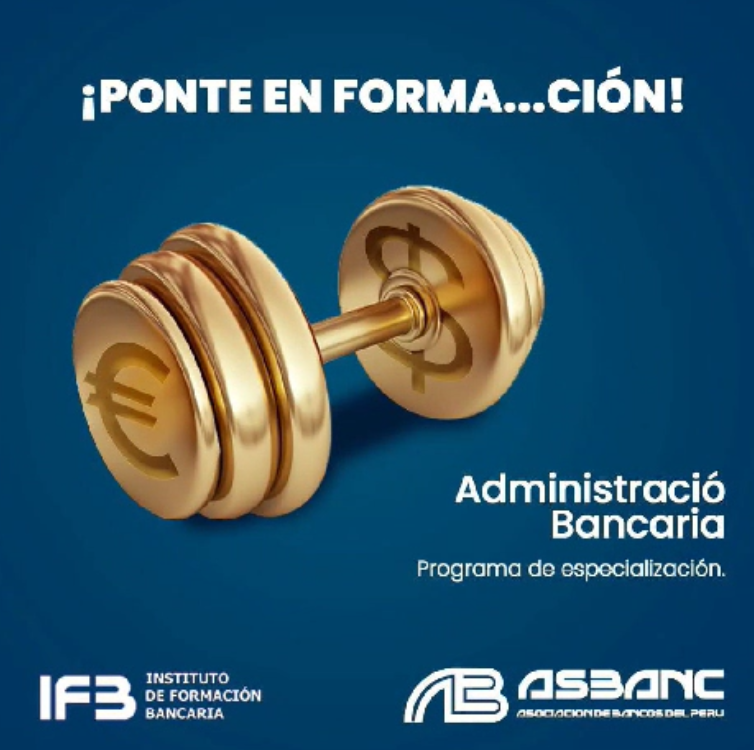 ¡PONTE EN FORMA...CIÓN!
€
$
Administració
Bancaria
Programa de especialización.
IFB INSTITUTO
DE FORMACIÓN
BANCARIA
AB ASBANC
ASOCIACION DE BANCOS DEL PERU